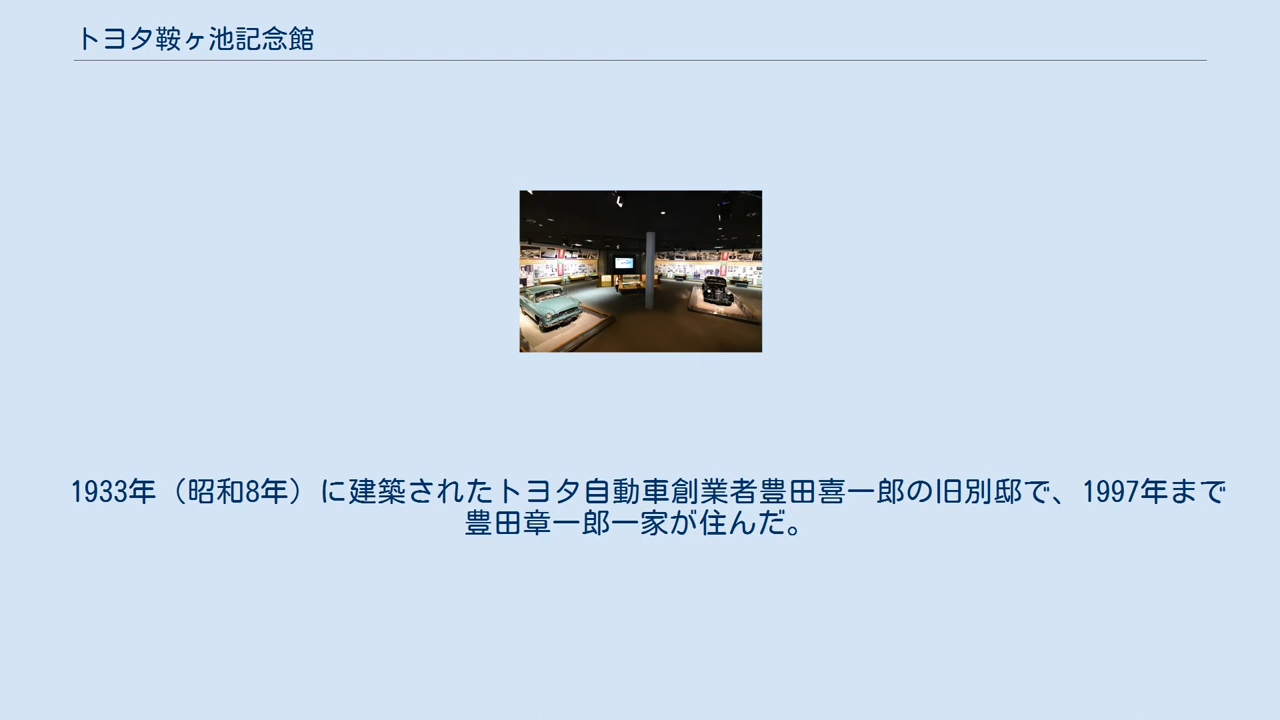 トヨタ鞍ヶ池記念館
1933年（昭和8年）に建築されたトヨタ自動車創業者豊田喜一郎の旧別邸で、1997年まで
豊田章一郎一家が住んだ。